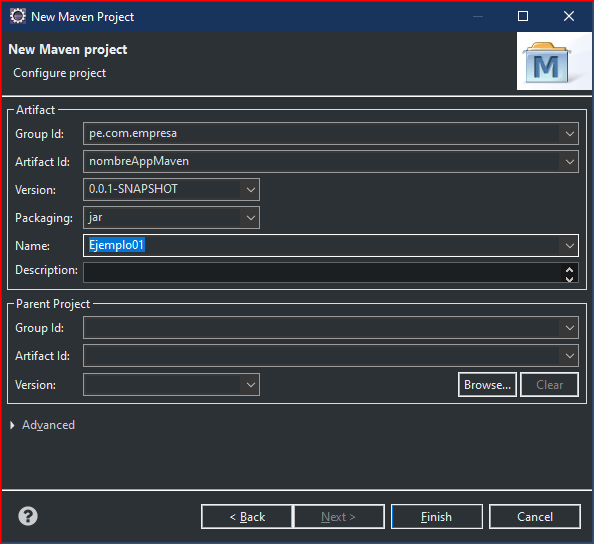 New Maven Project
New Maven project
Configure project
M
Artifact
Group Id: pe.com.empresa
Artifact Id: nombreAppMaven
Version: 0.0.1-SNAPSHOT
Packaging: jar
Name: Ejemplo01
Description:
Parent Project
Group Id:
Artifact Id:
Version: Browse... Clear
Advanced
? < Back Next > Finish Cancel